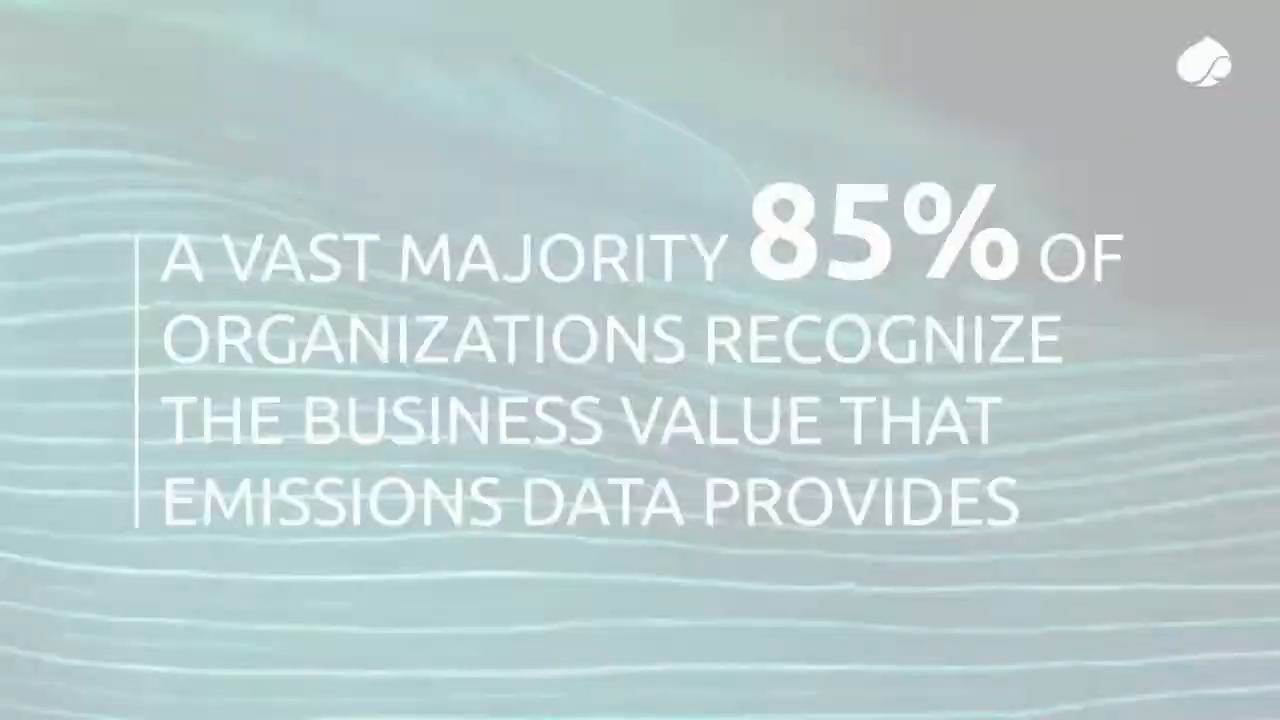 A VAST MAJORITY 85% OF
ORGANIZATIONS RECOGNIZE
THE BUSINESS VALUE THAT
EMISSIONS DATA PROVIDES